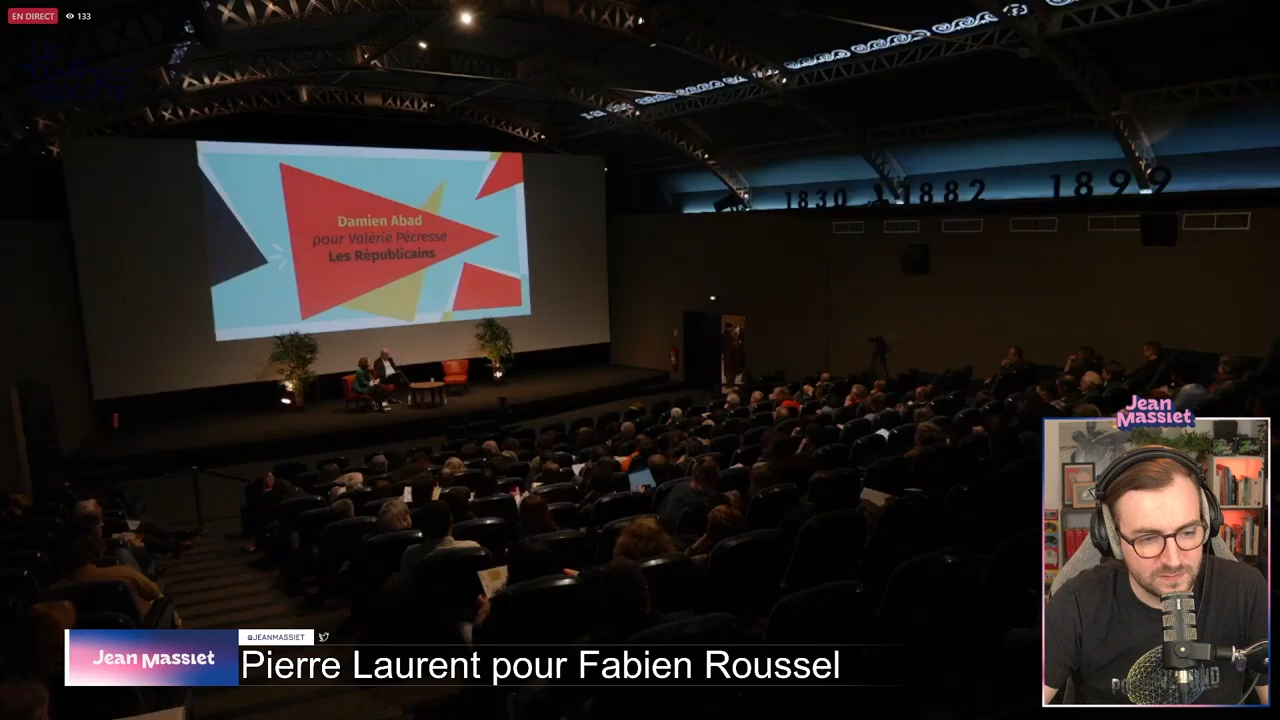 EN DIRECT 133
1830 1882 1899
Damien Abad
pour Valérie Pécresse
Les Républicains
Jean
Massiet
@JEANMASSIET
Jean Massiet
Pierre Laurent pour Fabien Roussel